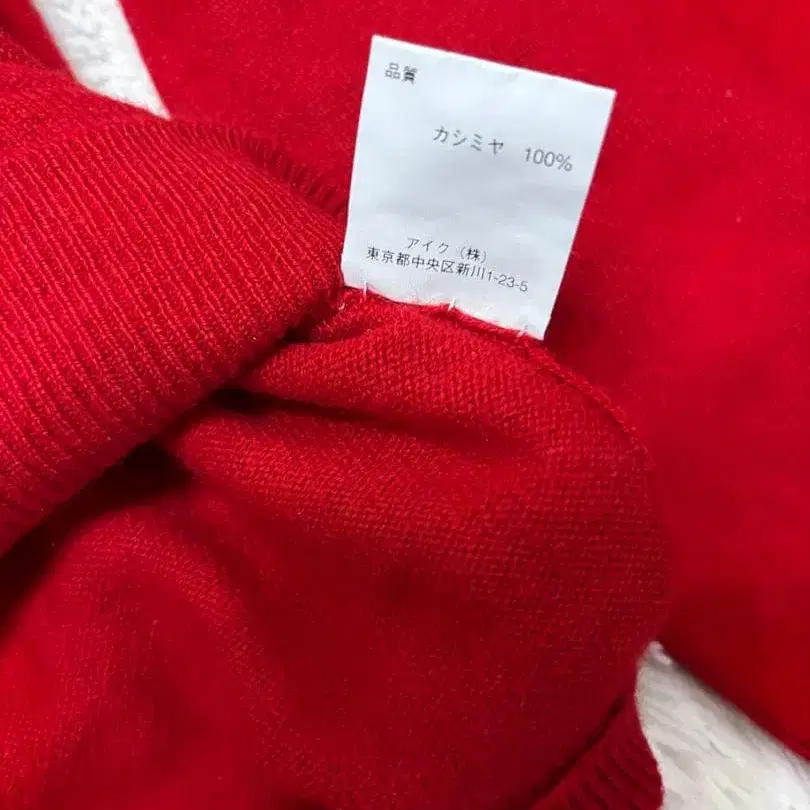 品質
カシミヤ 100%
アイク（株）
東京都中央区新川1-23-5